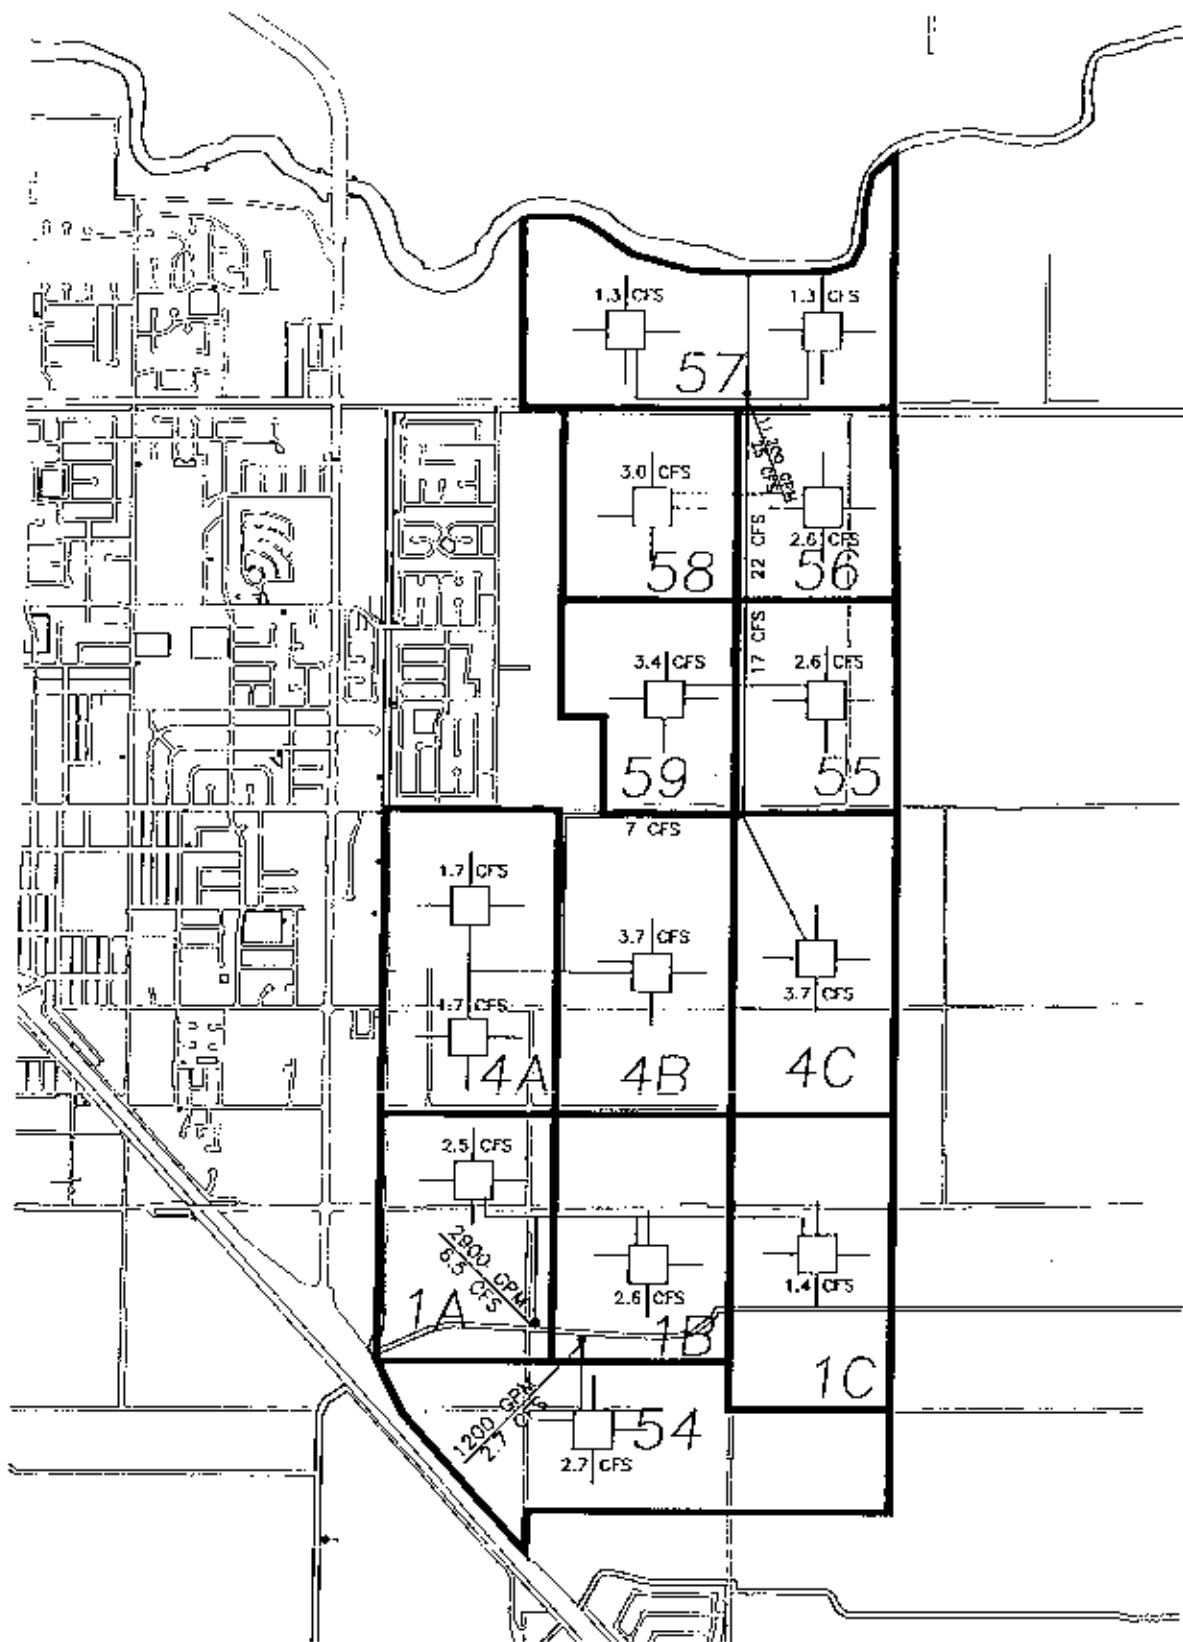 1.3 CFS
1.3 CFS
57
3.0 CFS
22 CFS
2.6 CFS
58
56
17 CFS
3.4 CFS
2.6 CFS
59
55
7 CFS
1.7 CFS
3.7 CFS
3.7 CFS
1.7 CFS
4A
4B
4C
2.5 CFS
2900 GPM
6.5 CFS
2.6 CFS
1.4 CFS
1A
1B
1C
1200 GPM
2.7 CFS
54
2.7 CFS